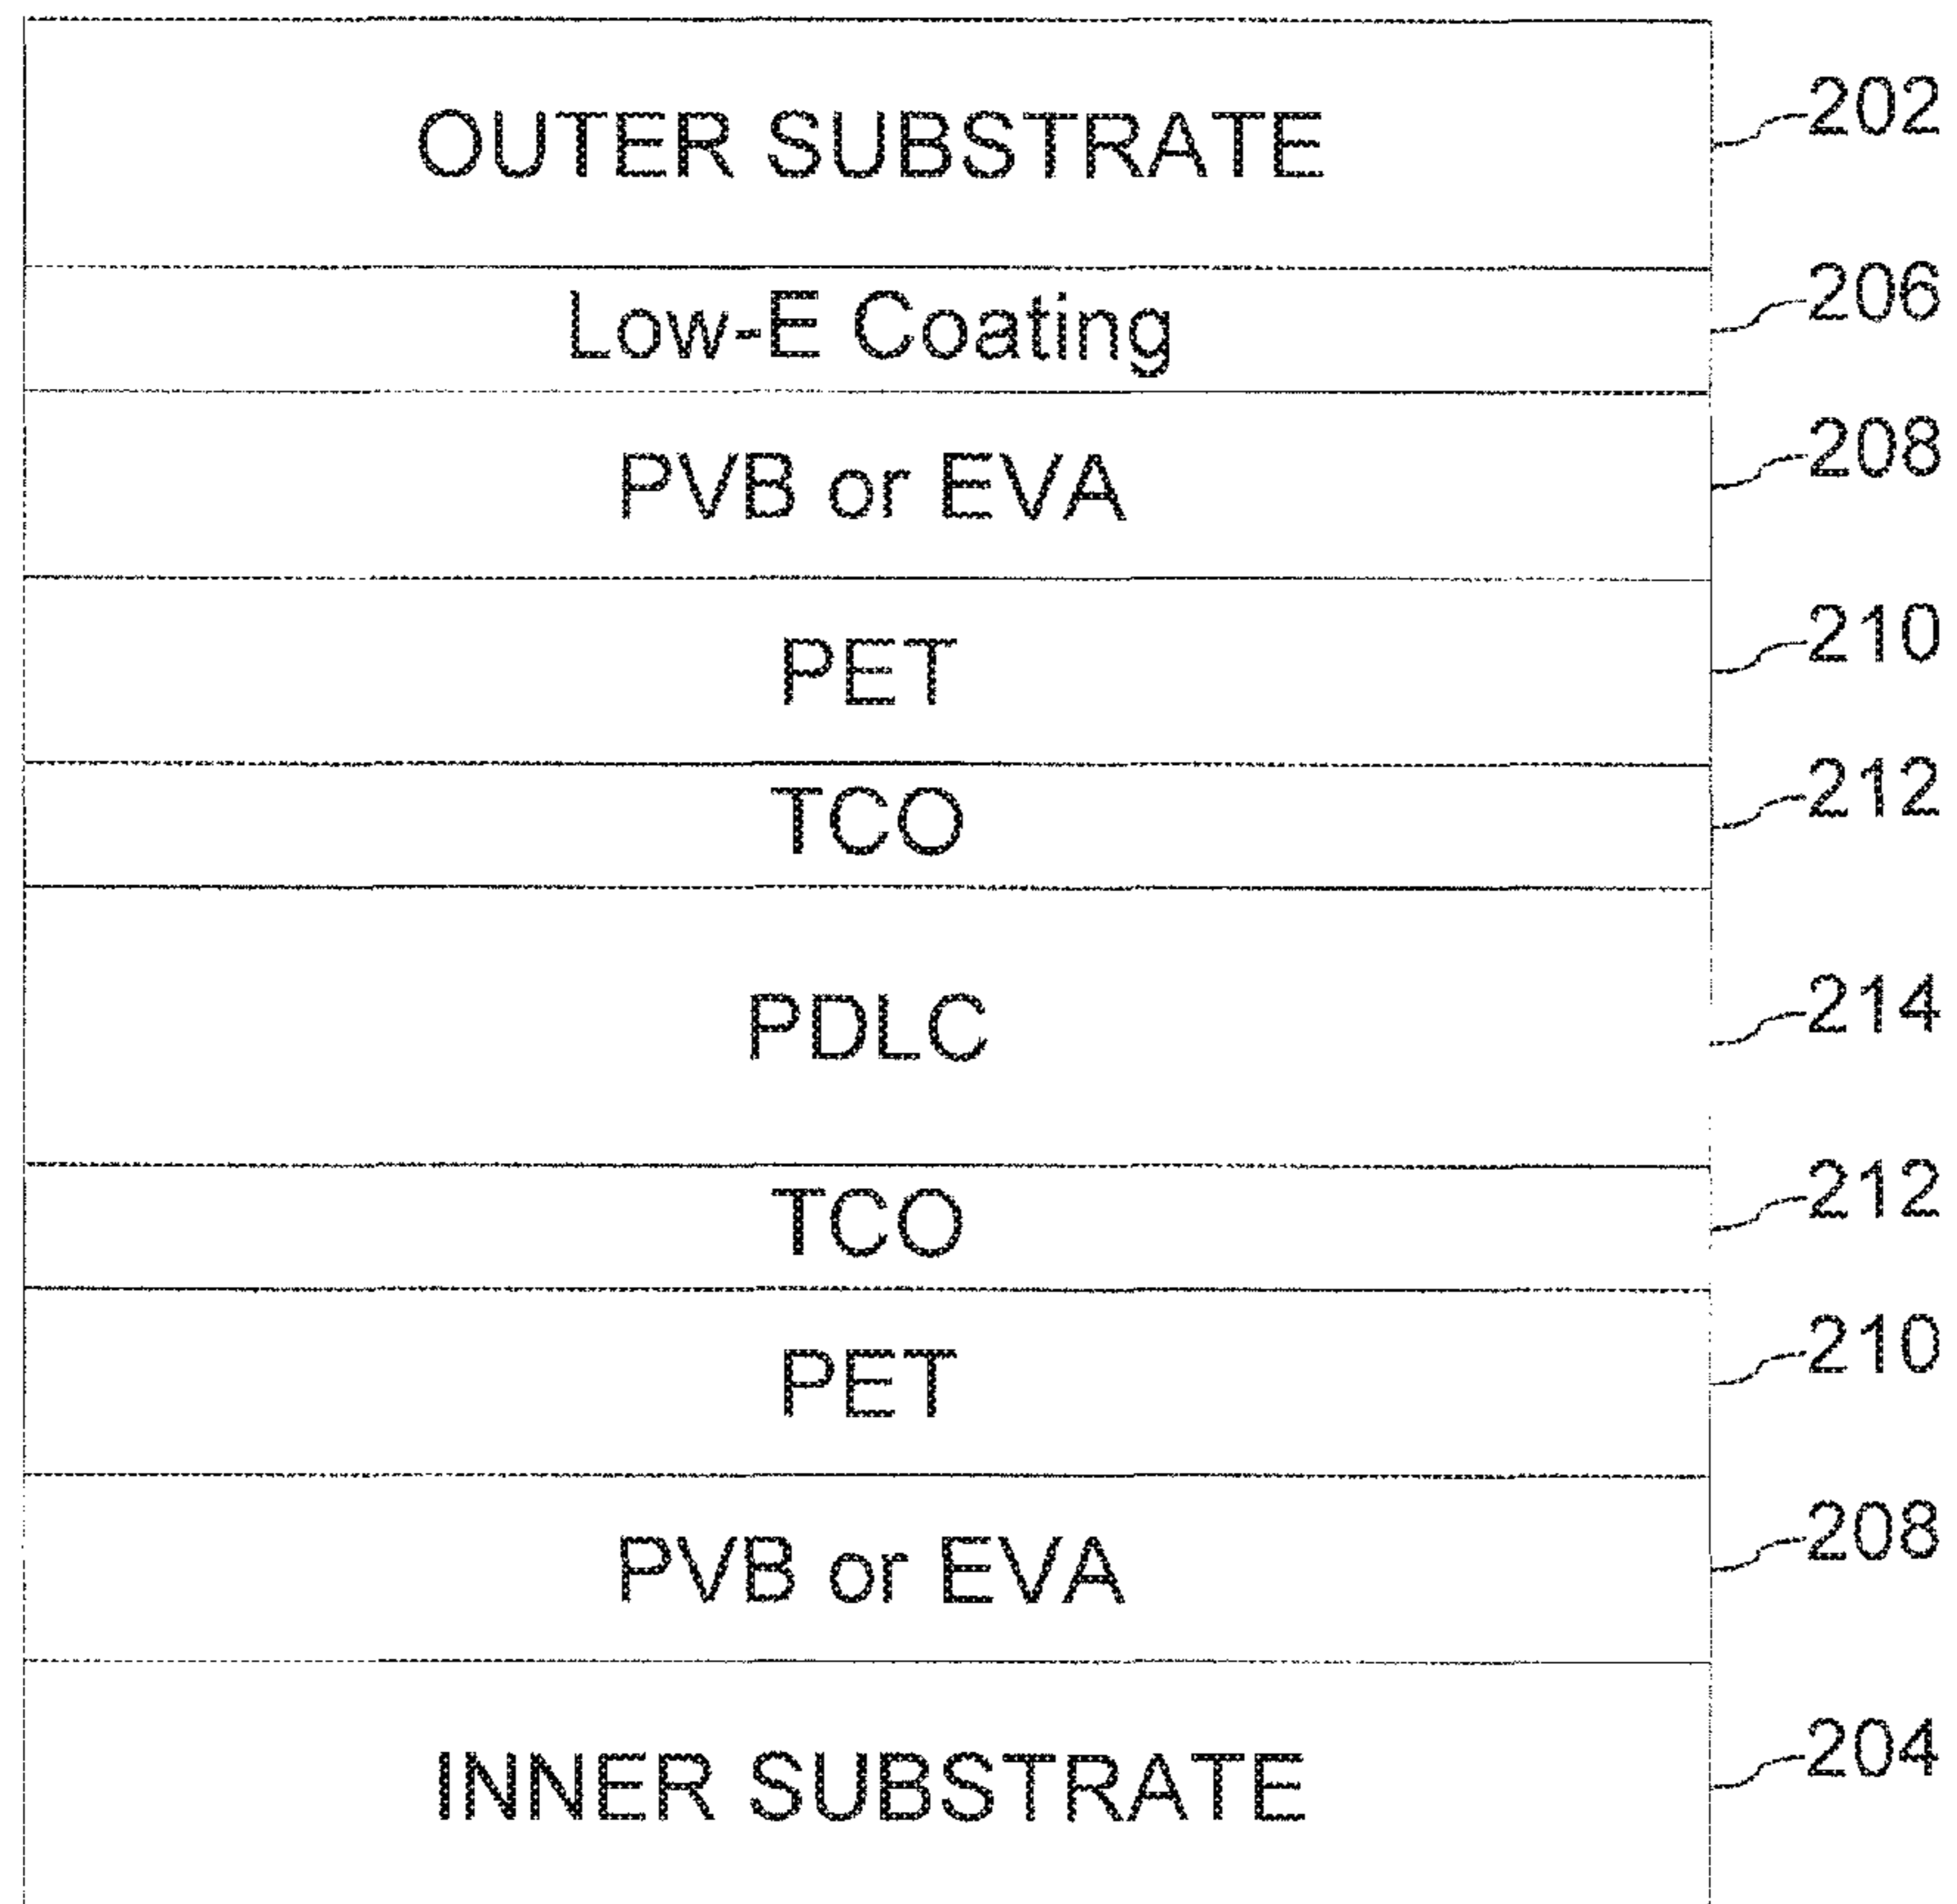 OUTER SUBSTRATE 202
Low-E Coating 206
PVB or EVA 208
PET 210
TCO 212
PDLC 214
TCO 212
PET 210
PVB or EVA 208
INNER SUBSTRATE 204